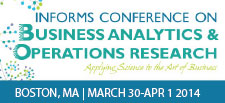 INFORMS CONFERENCE ON
BUSINESS ANALYTICS &
OPERATIONS RESEARCH
Applying Science to the Art of Business
BOSTON, MA | MARCH 30-APR 1 2014